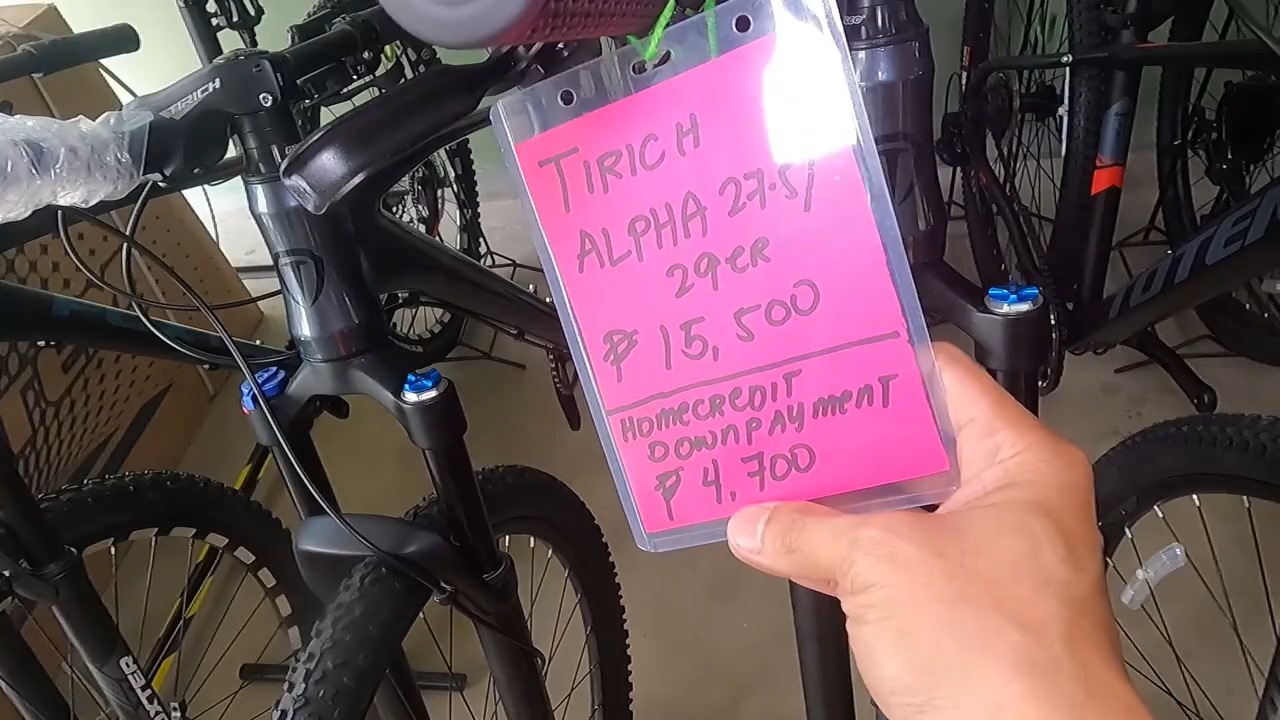 TIRICH
ALPHA 27.5/
29er
₱ 15,500
HOMECREDIT
DOWNPAYMENT
₱ 4,700
TIRICH
TOTEM